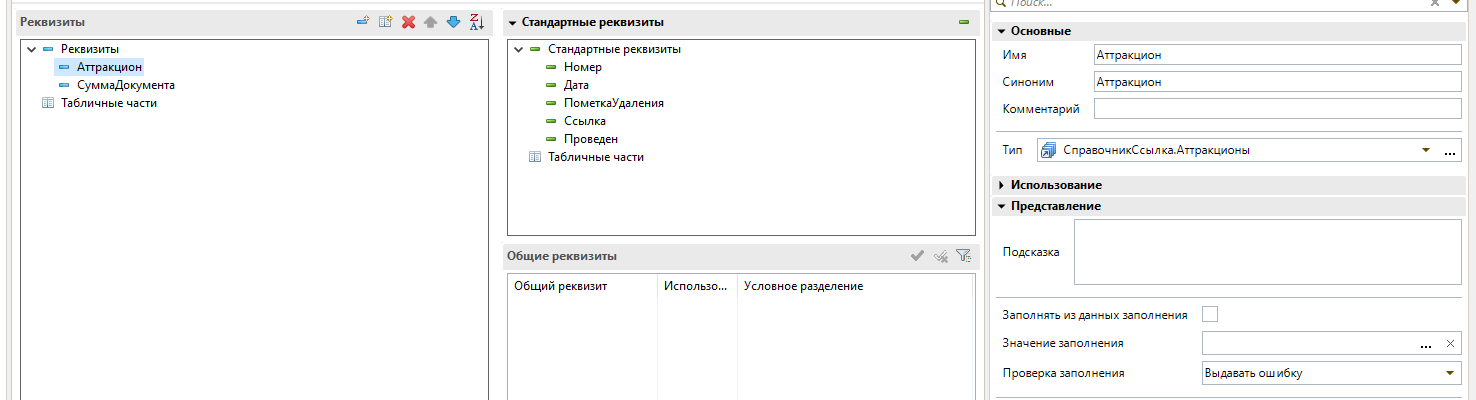 Поиск...
Реквизиты
Реквизиты
Аттракцион
СуммаДокумента
Табличные части
Стандартные реквизиты
Стандартные реквизиты
Номер
Дата
ПометкаУдаления
Ссылка
Проведен
Табличные части
Общие реквизиты
Общий реквизит Использо... Условное разделение
Основные
Имя Аттракцион
Синоним Аттракцион
Комментарий
Тип СправочникСсылка.Аттракционы ...
Использование
Представление
Подсказка
Заполнять из данных заполнения
Значение заполнения ...
Проверка заполнения Выдавать ошибку